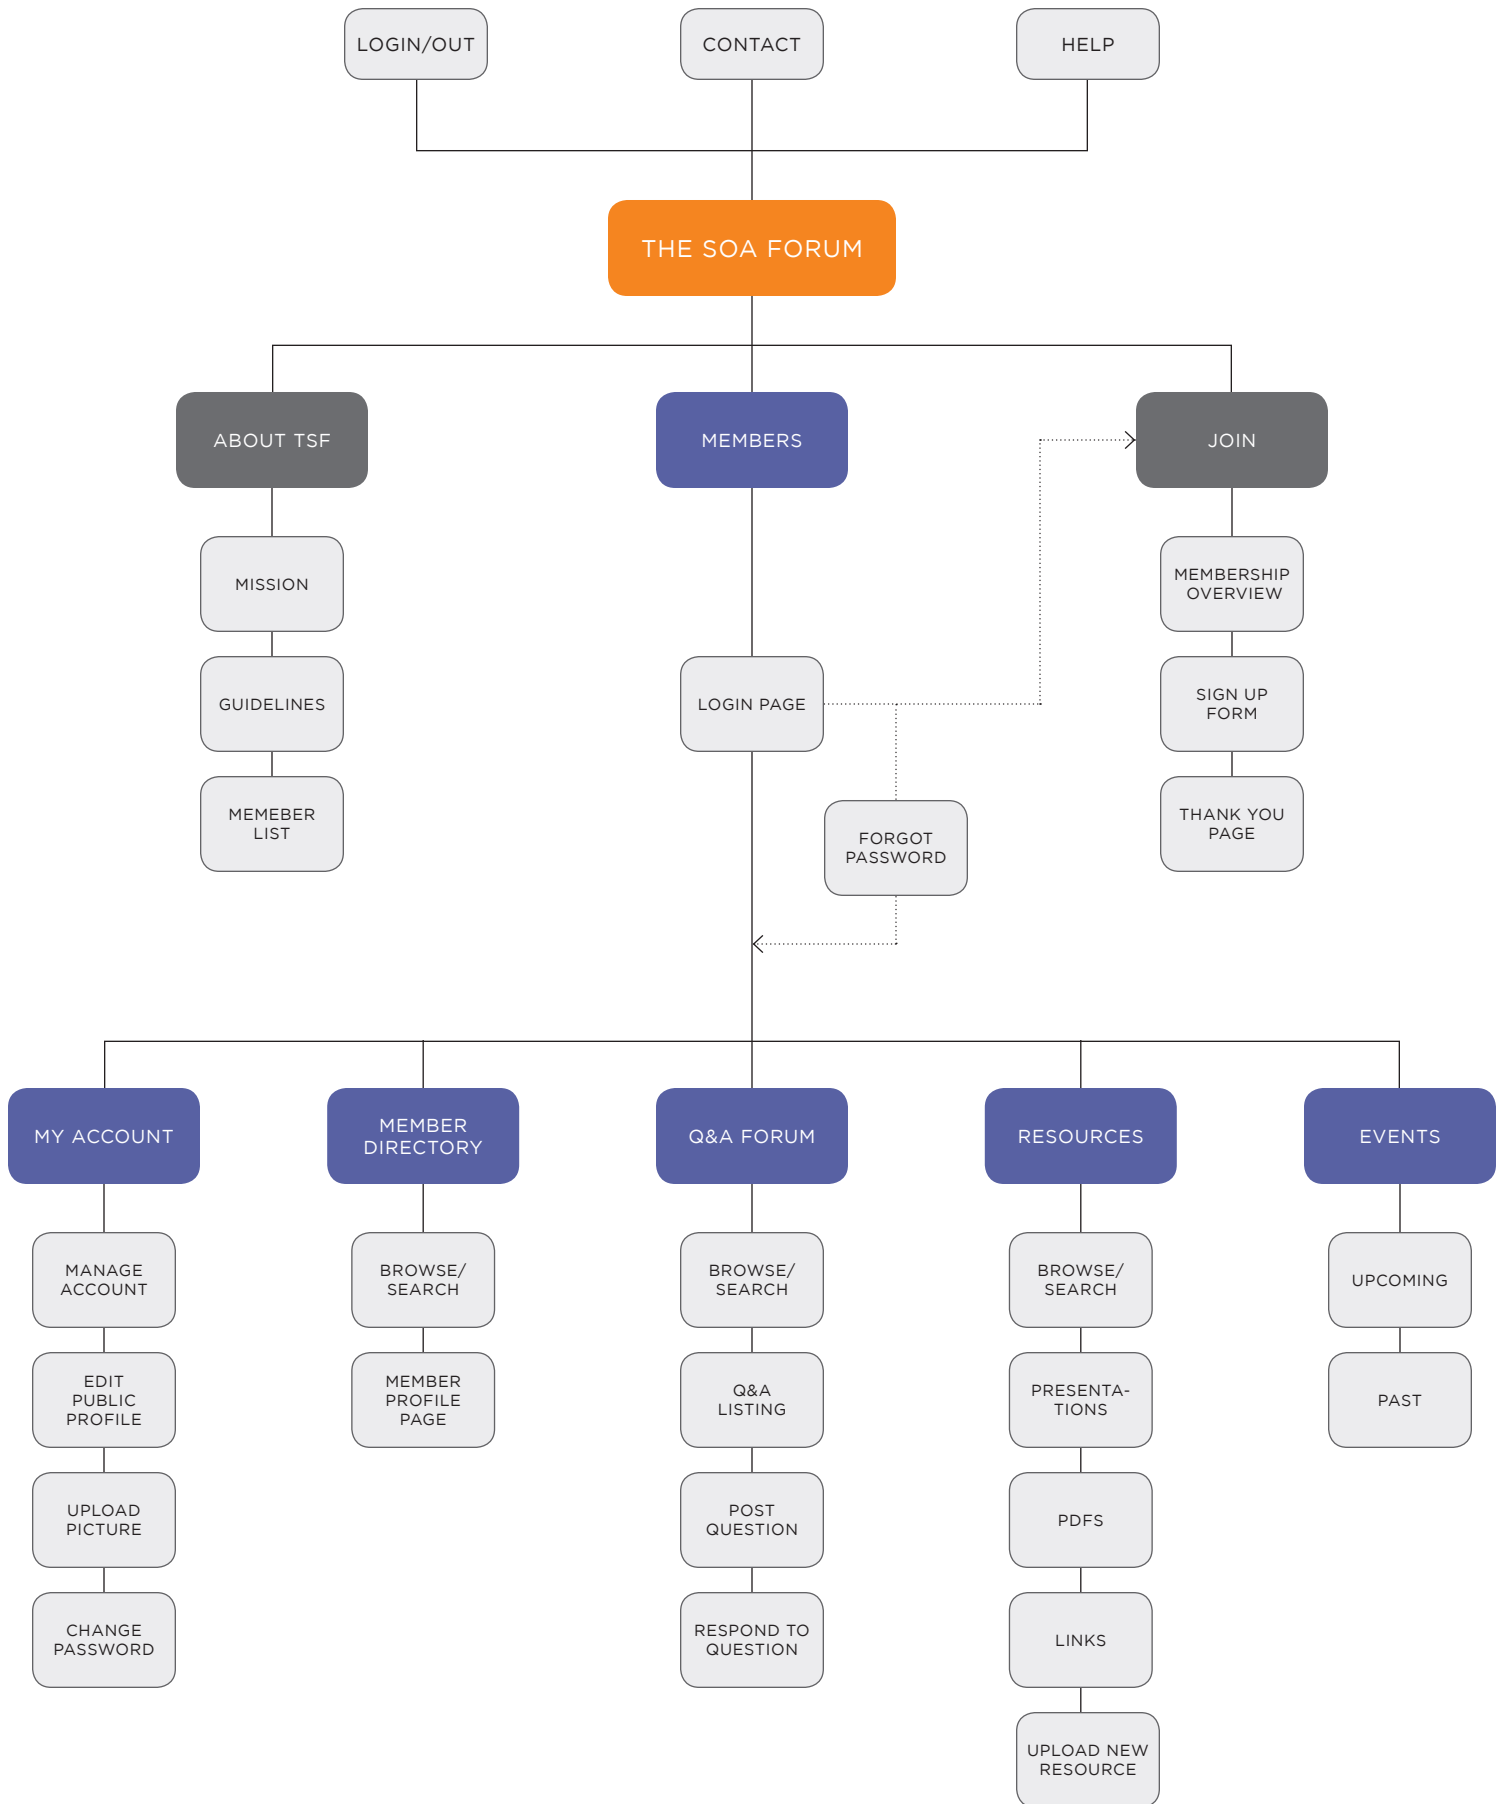 LOGIN/OUT
CONTACT
HELP
THE SOA FORUM
ABOUT TSF
MEMBERS
JOIN
MISSION
MEMBERSHIP
OVERVIEW
GUIDELINES
LOGIN PAGE
SIGN UP
FORM
MEMEBER
LIST
FORGOT
PASSWORD
THANK YOU
PAGE
MY ACCOUNT
MEMBER
DIRECTORY
Q&A FORUM
RESOURCES
EVENTS
MANAGE
ACCOUNT
BROWSE/
SEARCH
BROWSE/
SEARCH
BROWSE/
SEARCH
UPCOMING
EDIT
PUBLIC
PROFILE
MEMBER
PROFILE
PAGE
Q&A
LISTING
PRESENTA-
TIONS
PAST
UPLOAD
PICTURE
POST
QUESTION
PDFS
CHANGE
PASSWORD
RESPOND TO
QUESTION
LINKS
UPLOAD NEW
RESOURCE